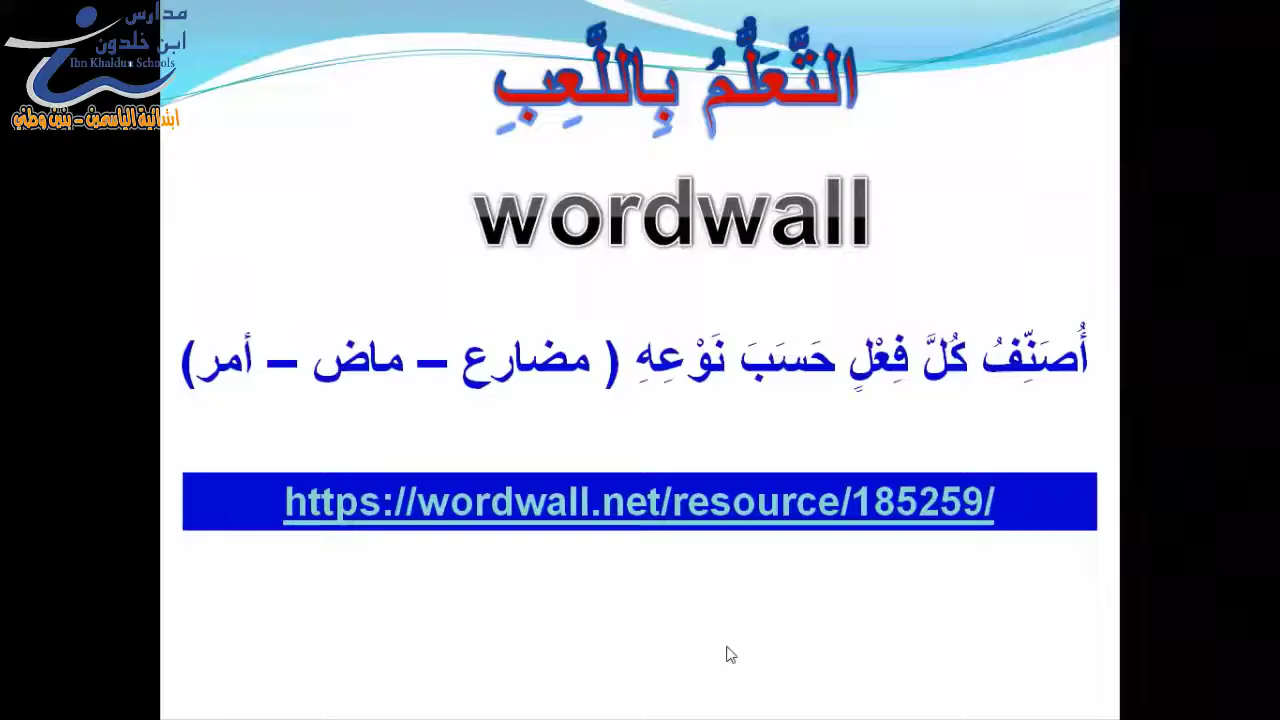 مدارس
ابن خلدون
Ibn Khaldun Schools
ابتدائية الياسمين - بنين وطني
التَّعَلُّمُ بِاللَّعِبِ
wordwall
أُصَنِّفُ كُلَّ فِعْلٍ حَسَبَ نَوْعِهِ ( مضارع – ماض – أمر)
https://wordwall.net/resource/185259/